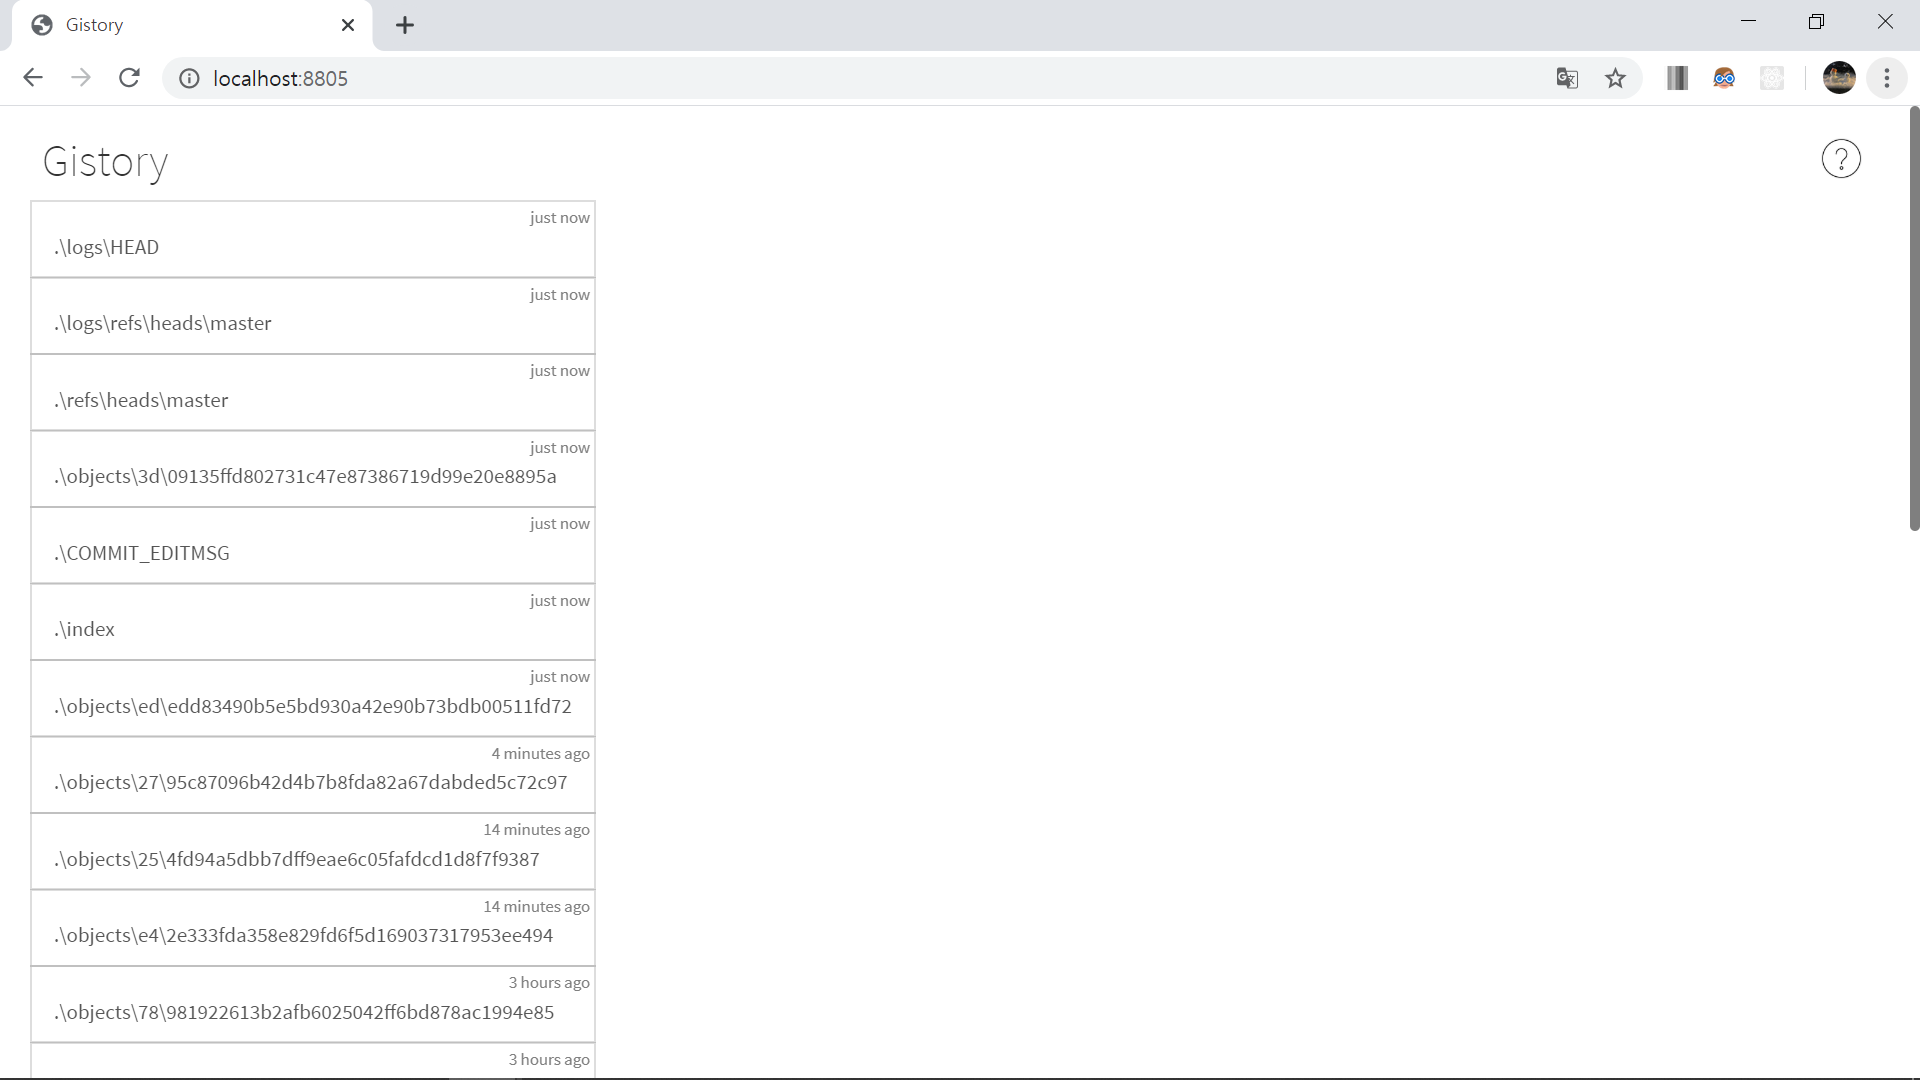 Gistory
localhost:8805
Gistory
?
just now
.\logs\HEAD
just now
.\logs\refs\heads\master
just now
.\refs\heads\master
just now
.\objects\3d\09135ffd802731c47e87386719d99e20e8895a
just now
.\COMMIT_EDITMSG
just now
.\index
just now
.\objects\ed\edd83490b5e5bd930a42e90b73bdb00511fd72
4 minutes ago
.\objects\27\95c87096b42d4b7b8fda82a67dabded5c72c97
14 minutes ago
.\objects\25\4fd94a5dbb7dff9eae6c05fafdcd1d8f7f9387
14 minutes ago
.\objects\e4\2e333fda358e829fd6f5d169037317953ee494
3 hours ago
.\objects\78\981922613b2afb6025042ff6bd878ac1994e85
3 hours ago